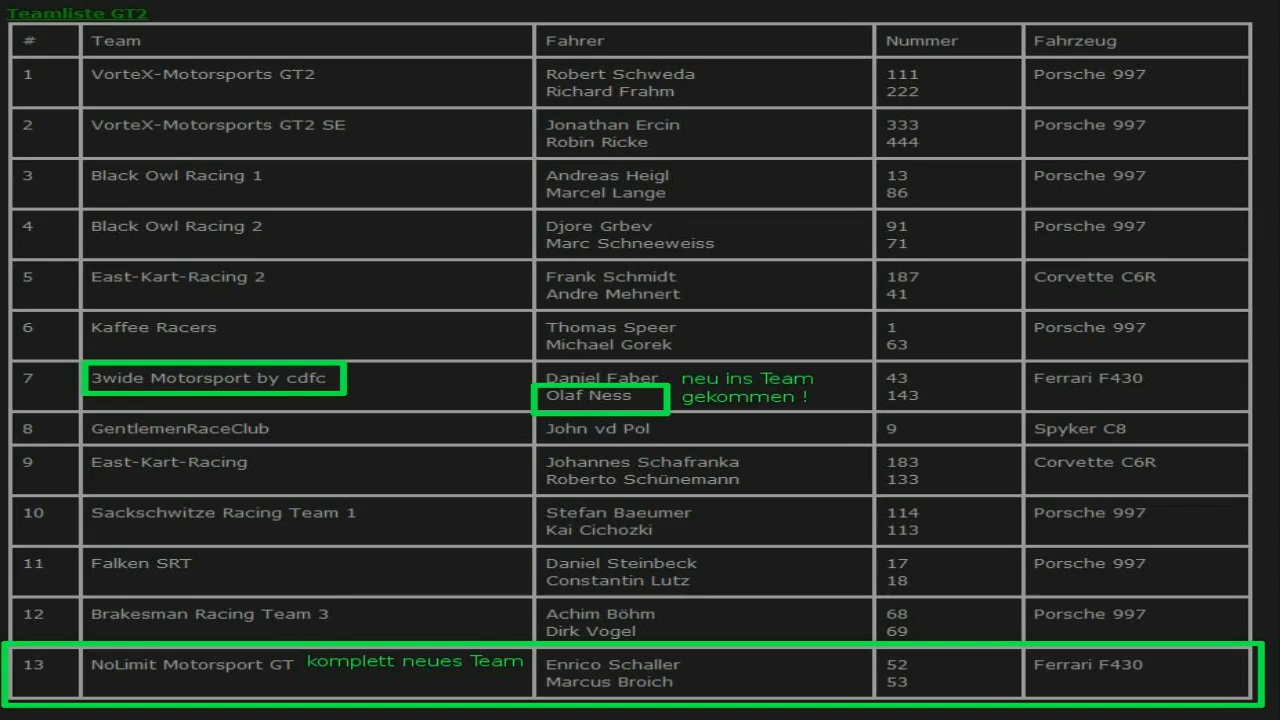 Teamliste GT2
# Team Fahrer Nummer Fahrzeug
1 VorteX-Motorsports GT2 Robert Schweda 111 Porsche 997
Richard Frahm 222
2 VorteX-Motorsports GT2 SE Jonathan Ercin 333 Porsche 997
Robin Ricke 444
3 Black Owl Racing 1 Andreas Heigl 13 Porsche 997
Marcel Lange 86
4 Black Owl Racing 2 Djore Grbev 91 Porsche 997
Marc Schneeweiss 71
5 East-Kart-Racing 2 Frank Schmidt 187 Corvette C6R
Andre Mehnert 41
6 Kaffee Racers Thomas Speer 1 Porsche 997
Michael Gorek 63
7 3wide Motorsport by cdfc Daniel Faber neu ins Team 43 Ferrari F430
Olaf Ness gekommen ! 143
8 GentlemenRaceClub John vd Pol 9 Spyker C8
9 East-Kart-Racing Johannes Schafranka 183 Corvette C6R
Roberto Schünemann 133
10 Sackschwitze Racing Team 1 Stefan Baeumer 114 Porsche 997
Kai Cichozki 113
11 Falken SRT Daniel Steinbeck 17 Porsche 997
Constantin Lutz 18
12 Brakesman Racing Team 3 Achim Böhm 68 Porsche 997
Dirk Vogel 69
13 NoLimit Motorsport GT komplett neues Team Enrico Schaller 52 Ferrari F430
Marcus Broich 53